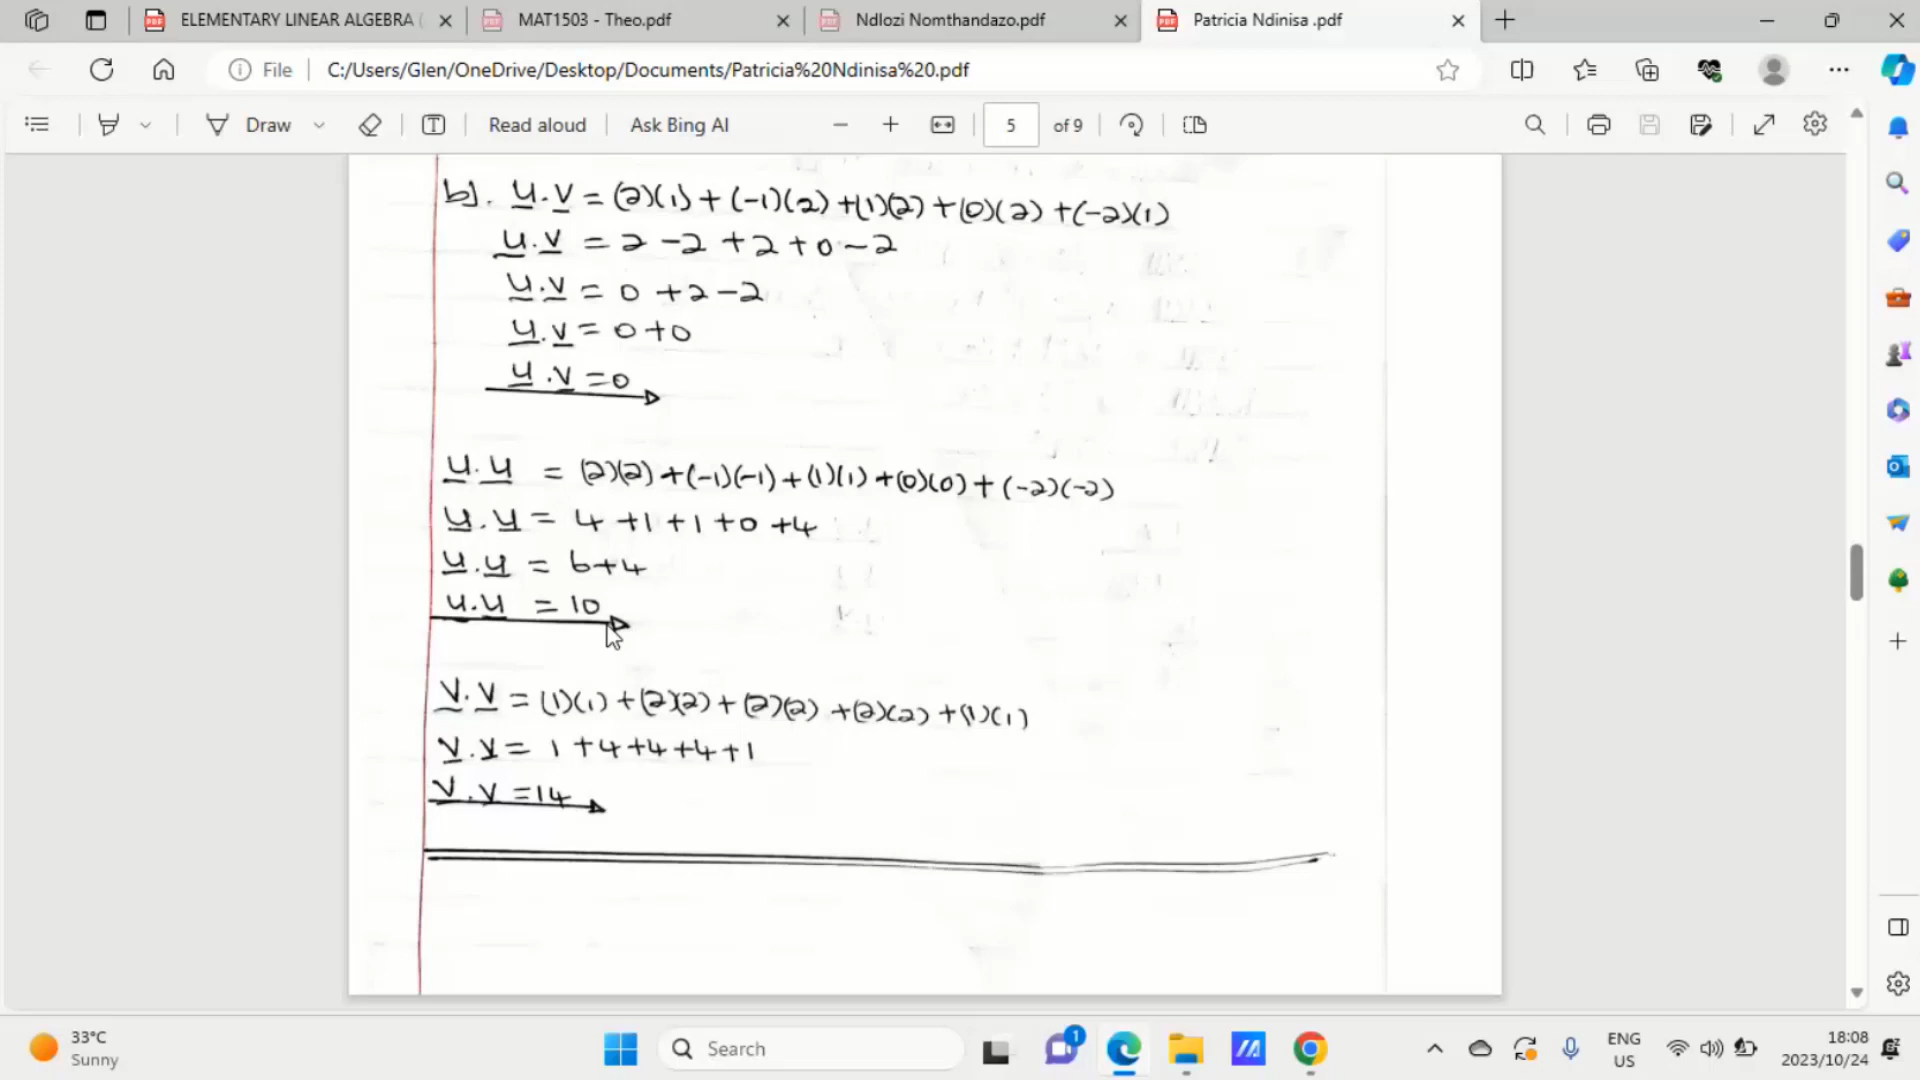 ELEMENTARY LINEAR ALGEBRA (
MAT1503 - Theo.pdf
Ndlozi Nomthandazo.pdf
Patricia Ndinisa .pdf
File
C:/Users/Glen/OneDrive/Desktop/Documents/Patricia%20Ndinisa%20.pdf
Draw
Read aloud
Ask Bing AI
5
of 9
b). u.v = (2)(1) + (-1)(2) + (1)(2) + (0)(2) + (-2)(1)
u.v = 2 - 2 + 2 + 0 - 2
u.v = 0 + 2 - 2
u.v = 0 + 0
u.v = 0
u.u = (2)(2) + (-1)(-1) + (1)(1) + (0)(0) + (-2)(-2)
u.u = 4 + 1 + 1 + 0 + 4
u.u = 6 + 4
u.u = 10
v.v = (1)(1) + (2)(2) + (2)(2) + (2)(2) + (1)(1)
v.v = 1 + 4 + 4 + 4 + 1
v.v = 14
33°C
Sunny
Search
1
ENG
US
18:08
2023/10/24